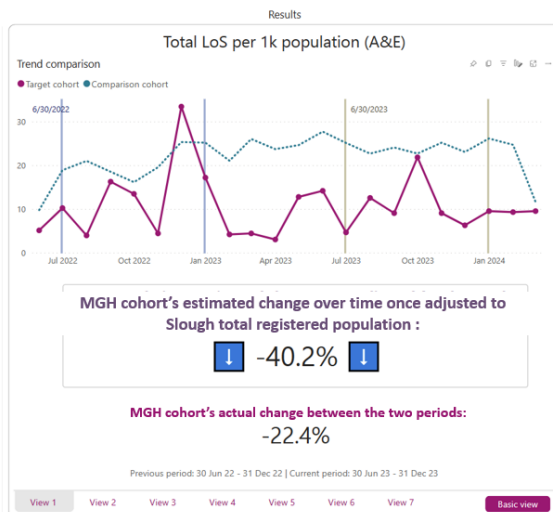 Results
Total LoS per 1k population (A&E)
Trend comparison
Target cohort Comparison cohort
6/30/2022 6/30/2023
30
20
10
0
Jul 2022 Oct 2022 Jan 2023 Apr 2023 Jul 2023 Oct 2023 Jan 2024
MGH cohort's estimated change over time once adjusted to
Slough total registered population :
↓ -40.2% ↓
MGH cohort's actual change between the two periods:
-22.4%
Previous period: 30 Jun 22 - 31 Dec 22 | Current period: 30 Jun 23 - 31 Dec 23
View 1 View 2 View 3 View 4 View 5 View 6 View 7 Basic view